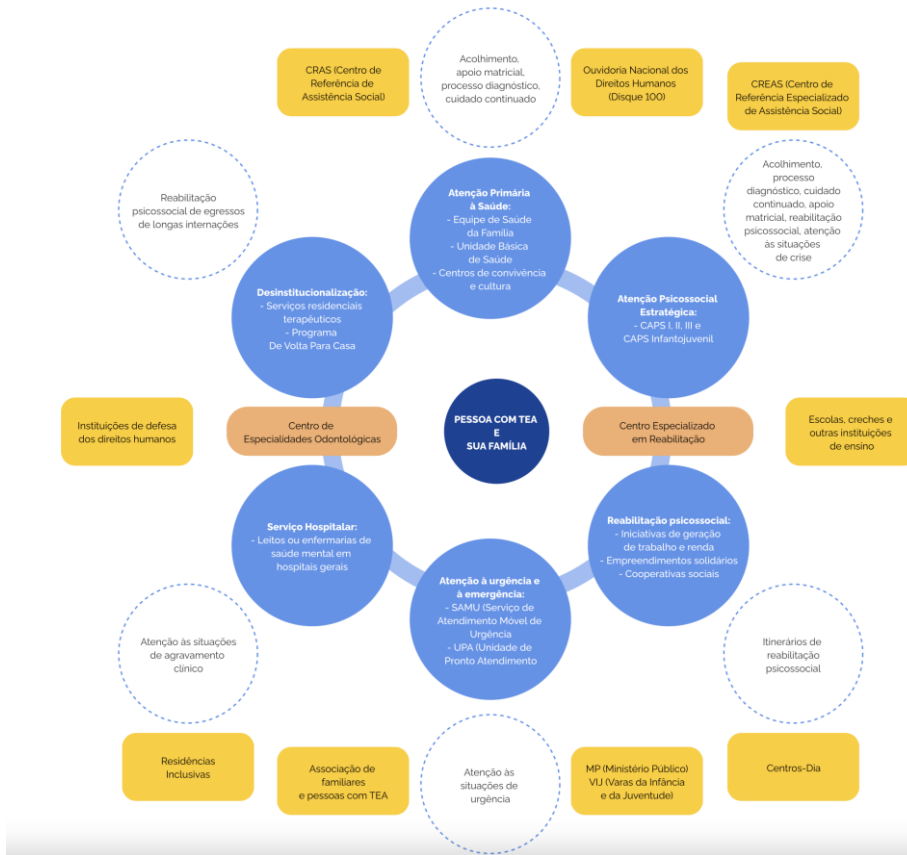 CRAS (Centro de
Referência de
Assistência Social)
Acolhimento,
apoio matricial,
processo diagnóstico,
cuidado continuado
Ouvidoria Nacional dos
Direitos Humanos
(Disque 100)
CREAS (Centro de
Referência Especializado
de Assistência Social)
Reabilitação
psicossocial de egressos
de longas internações
Atenção Primária
à Saúde:
- Equipe de Saúde
da Família
- Unidade Básica
de Saúde
- Centros de convivência
e cultura
Acolhimento,
processo
diagnóstico, cuidado
continuado, apoio
matricial, reabilitação
psicossocial, atenção
às situações
de crise
Desinstitucionalização:
- Serviços residenciais
terapêuticos
- Programa
De Volta Para Casa
Atenção Psicossocial
Estratégica:
- CAPS I, II, III e
CAPS Infantojuvenil
Instituições de defesa
dos direitos humanos
Centro de
Especialidades Odontológicas
PESSOA COM TEA
E
SUA FAMÍLIA
Centro Especializado
em Reabilitação
Escolas, creches e
outras instituições
de ensino
Serviço Hospitalar:
- Leitos ou enfermarias de
saúde mental em
hospitais gerais
Atenção à urgência e
à emergência:
- SAMU (Serviço de
Atendimento Móvel de
Urgência
- UPA (Unidade de
Pronto Atendimento
Reabilitação psicossocial:
- Iniciativas de geração
de trabalho e renda
- Empreendimentos solidários
- Cooperativas sociais
Atenção às situações
de agravamento
clínico
Itinerários de
reabilitação
psicossocial
Residências
Inclusivas
Associação de
familiares
e pessoas com TEA
Atenção às
situações de
urgência
MP (Ministério Público)
VIJ (Varas da Infância
e da Juventude)
Centros-Dia